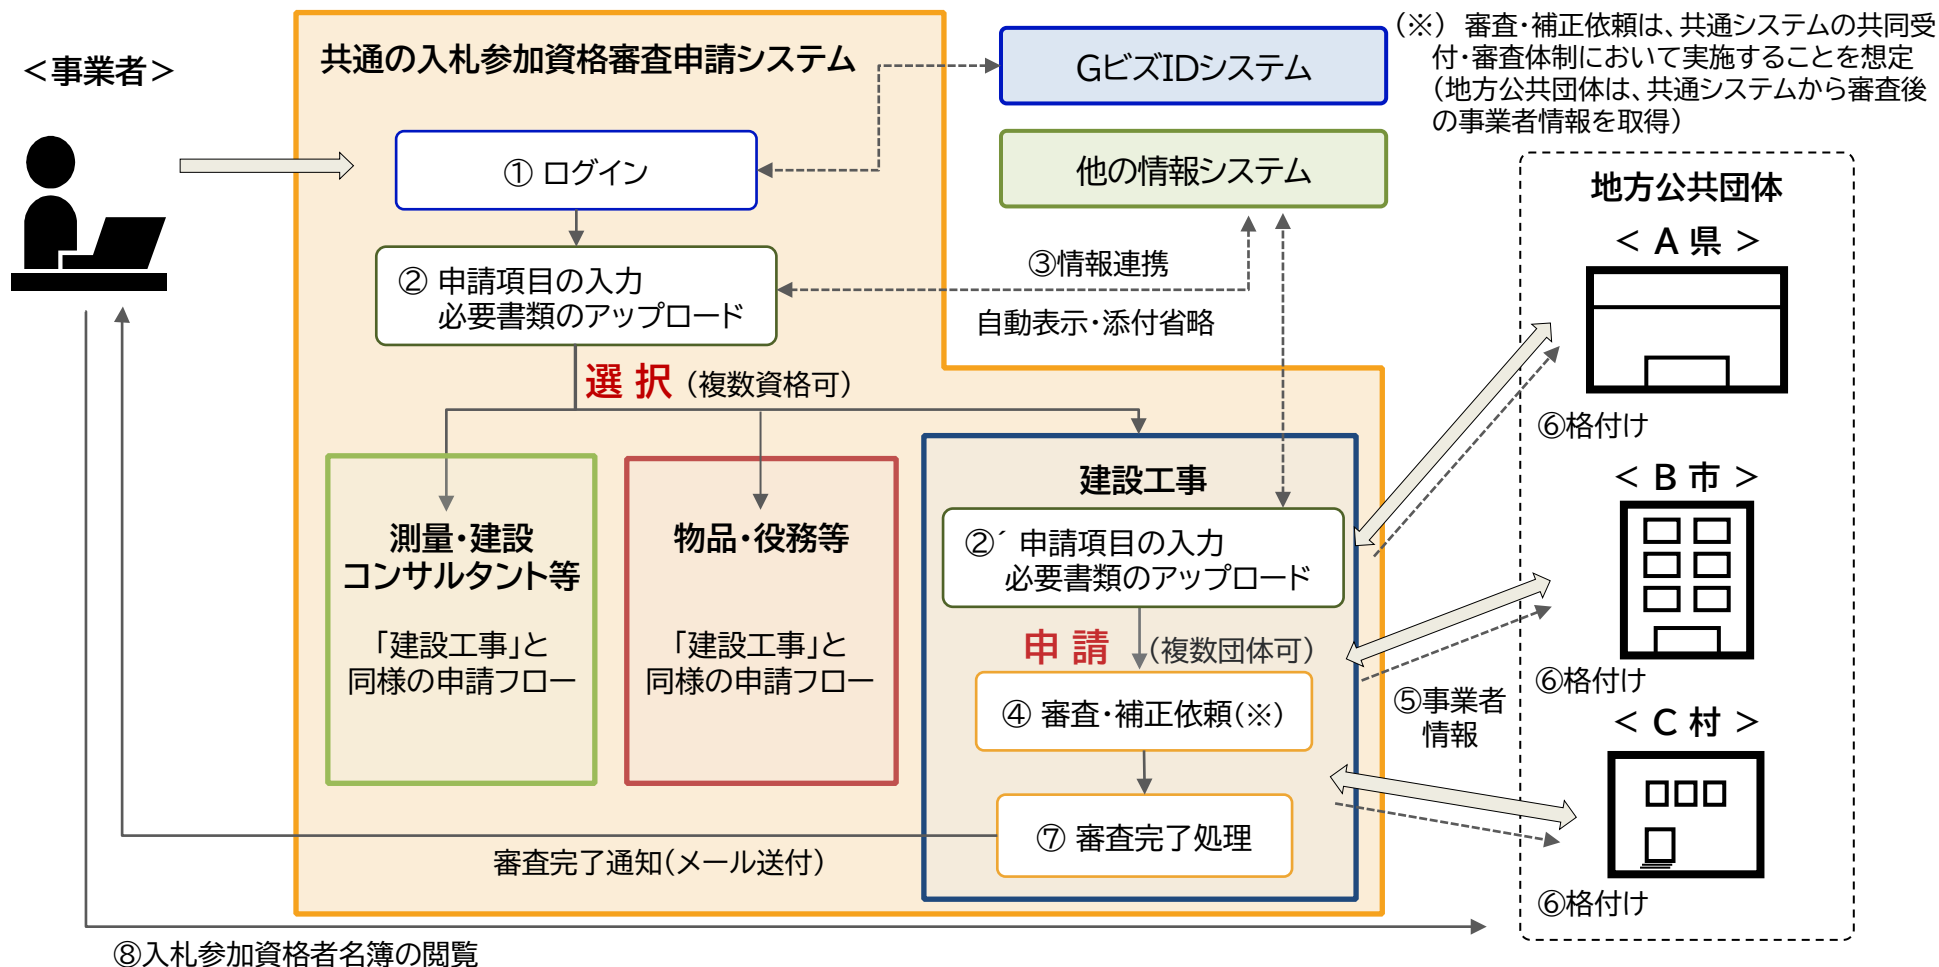 ＜事業者＞
共通の入札参加資格審査申請システム
GビズIDシステム
（※） 審査・補正依頼は、共通システムの共同受
付・審査体制において実施することを想定
（地方公共団体は、共通システムから審査後
の事業者情報を取得）
① ログイン
他の情報システム
② 申請項目の入力
必要書類のアップロード
③情報連携
自動表示・添付省略
選 択 （複数資格可）
測量・建設
コンサルタント等
「建設工事」と
同様の申請フロー
物品・役務等
「建設工事」と
同様の申請フロー
建設工事
②´ 申請項目の入力
必要書類のアップロード
申 請 （複数団体可）
④ 審査・補正依頼（※）
⑦ 審査完了処理
審査完了通知（メール送付）
⑤事業者
情報
地方公共団体
＜ A 県 ＞
⑥格付け
＜ B 市 ＞
⑥格付け
＜ C 村 ＞
⑥格付け
⑧入札参加資格者名簿の閲覧